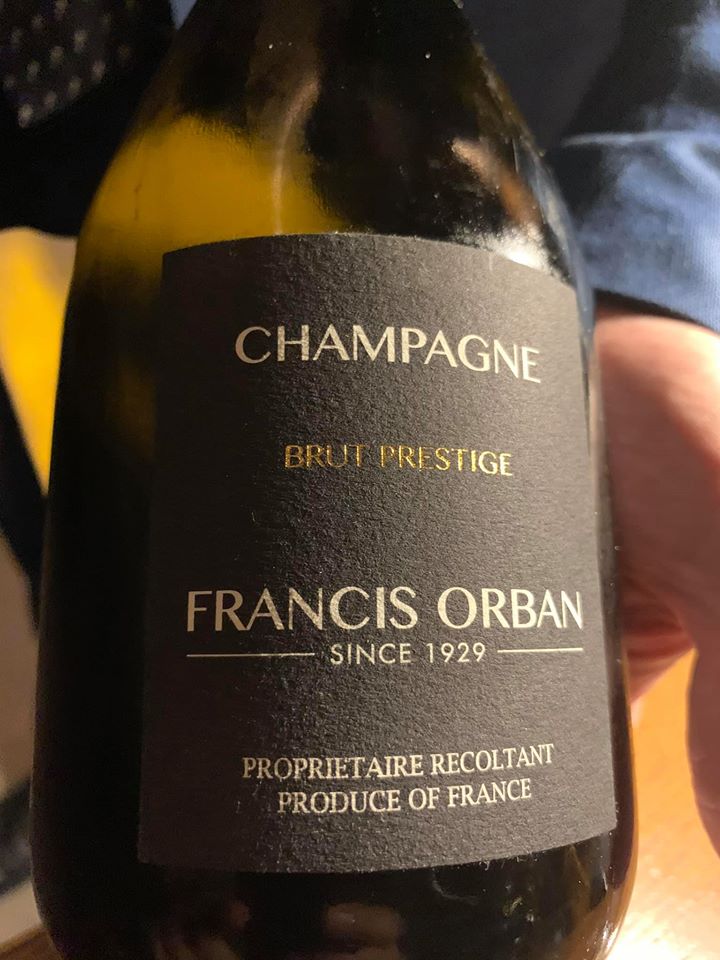 CHAMPAGNE
BRUT PRESTIGE
FRANCIS ORBAN
SINCE 1929
PROPRIETAIRE RECOLTANT
PRODUCE OF FRANCE